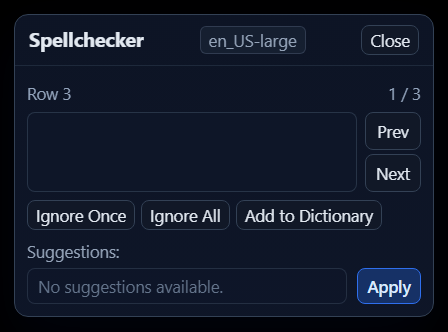 Spellchecker en_US-large Close
Row 3 1 / 3
Prev
Next
Ignore Once Ignore All Add to Dictionary
Suggestions:
No suggestions available. Apply